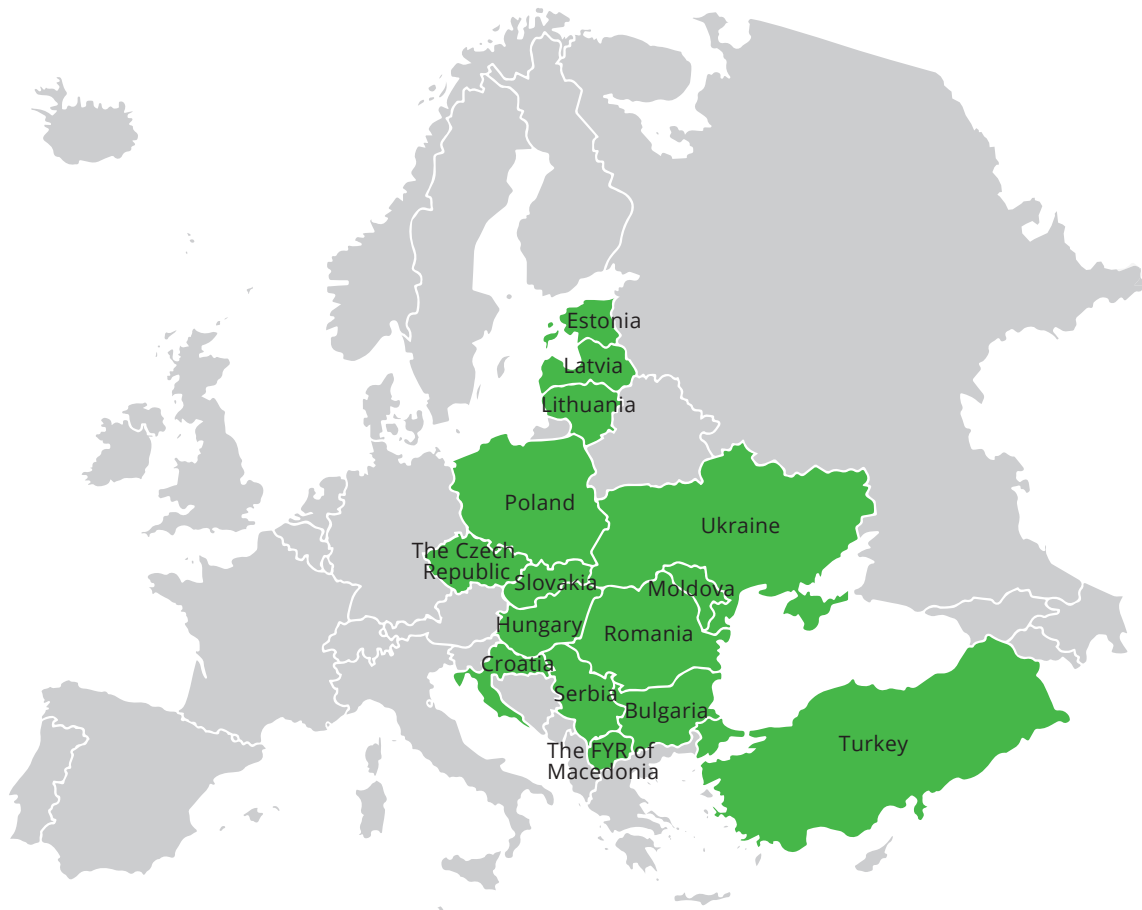 Estonia
Latvia
Lithuania
Poland
Ukraine
The Czech
Republic
Slovakia
Moldova
Hungary
Romania
Croatia
Serbia
Bulgaria
The FYR of
Macedonia
Turkey